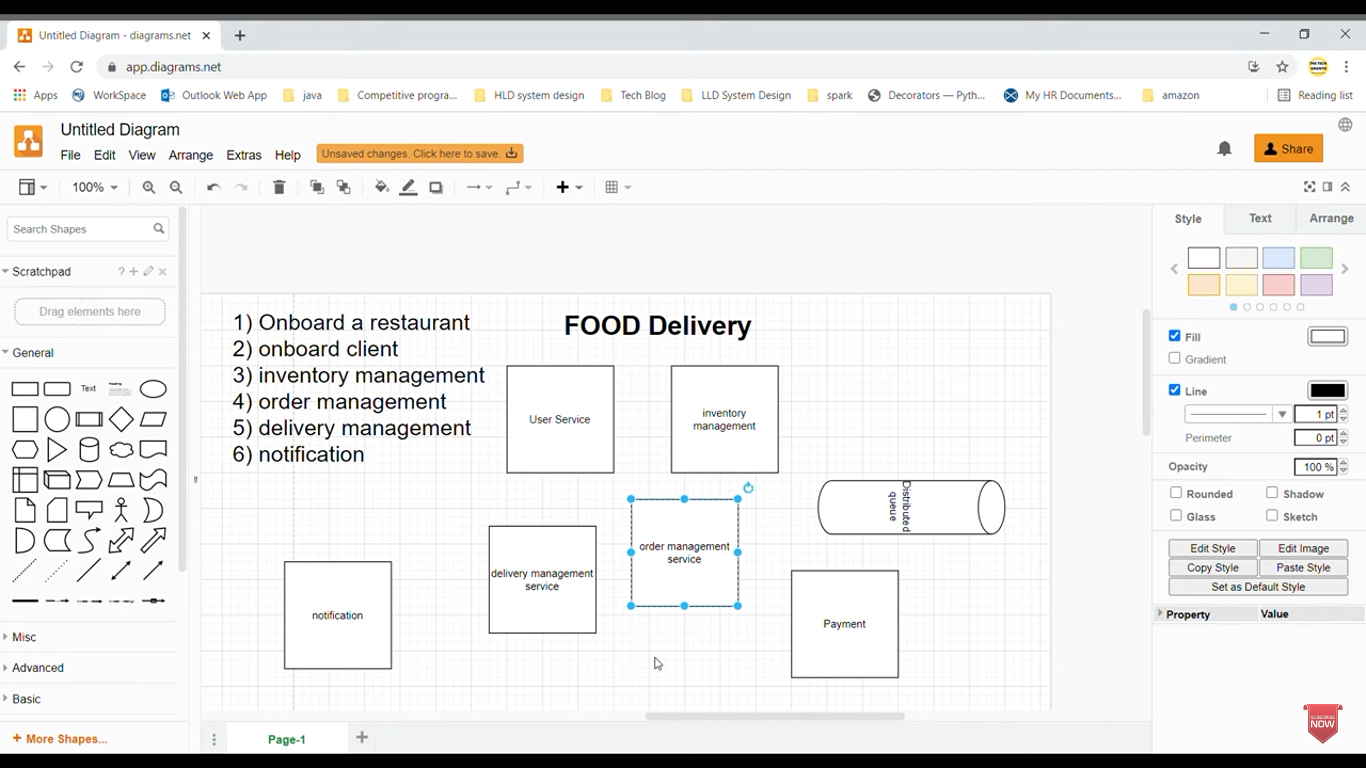 Untitled Diagram - diagrams.net
app.diagrams.net
Apps WorkSpace Outlook Web App java Competitive progra... HLD system design Tech Blog LLD System Design spark Decorators — Pyth... My HR Documents... amazon Reading list
Untitled Diagram
File Edit View Arrange Extras Help Unsaved changes. Click here to save. Share
100%
Search Shapes
Scratchpad
Drag elements here
General
Text
Misc
Advanced
Basic
+ More Shapes...
1) Onboard a restaurant
2) onboard client
3) inventory management
4) order management
5) delivery management
6) notification
FOOD Delivery
User Service
inventory
management
Distributed
queue
order management
service
delivery management
service
notification
Payment
Page-1
Style Text Arrange
Fill
Gradient
Line
1 pt
Perimeter 0 pt
Opacity 100 %
Rounded Shadow
Glass Sketch
Edit Style Edit Image
Copy Style Paste Style
Set as Default Style
Property Value
SUBSCRIBE
NOW